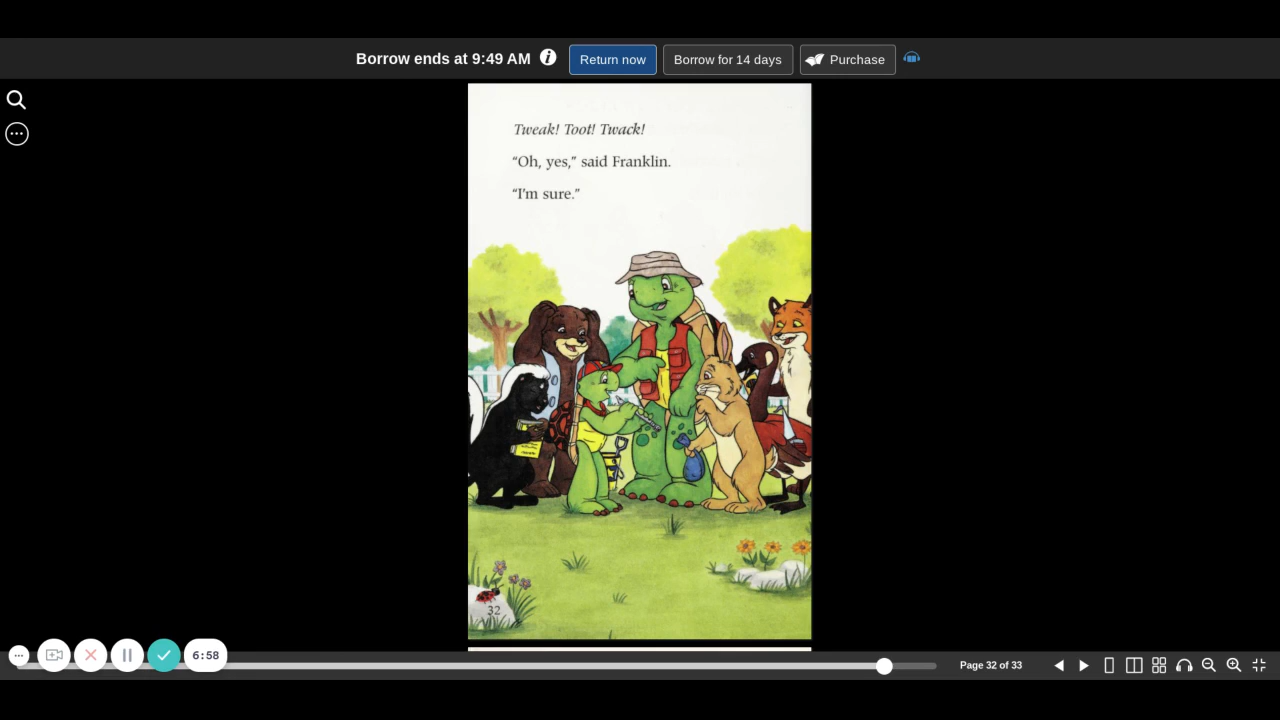 Borrow ends at 9:49 AM
Return now
Borrow for 14 days
Purchase
Tweak! Toot! Twack!
“Oh, yes,” said Franklin.
“I’m sure.”
32
6:58
Page 32 of 33